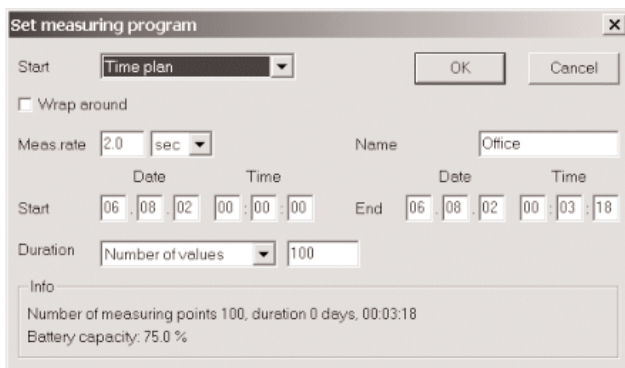 Set measuring program
Start Time plan OK Cancel
Wrap around
Meas.rate 2.0 sec Name Office
Date Time Date Time
Start 06 . 08 . 02 00 : 00 : 00 End 06 . 08 . 02 00 : 03 : 18
Duration Number of values 100
Info
Number of measuring points 100, duration 0 days, 00:03:18
Battery capacity: 75.0 %